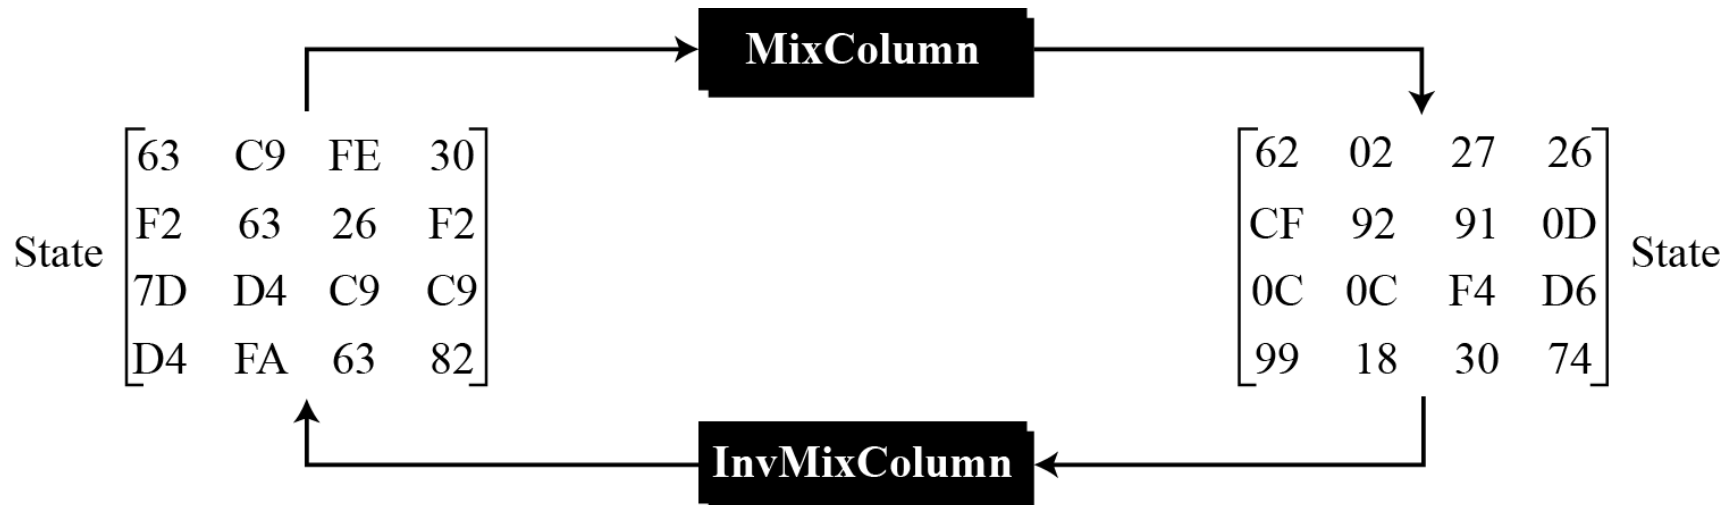 MixColumn
63 C9 FE 30
F2 63 26 F2
7D D4 C9 C9
D4 FA 63 82
State
62 02 27 26
CF 92 91 0D
0C 0C F4 D6
99 18 30 74
State
InvMixColumn